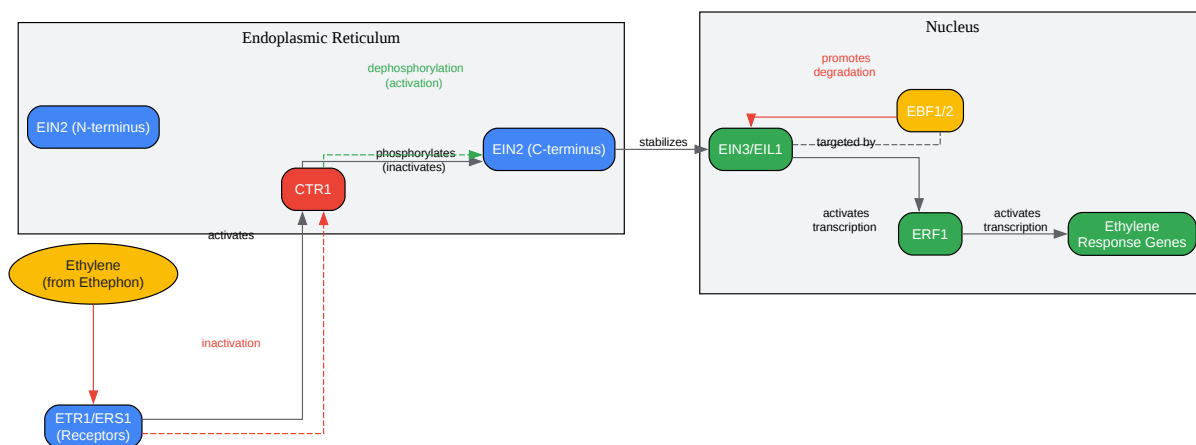 Endoplasmic Reticulum
Nucleus
dephosphorylation
(activation)
promotes
degradation
EIN2 (N-terminus)
EBF1/2
phosphorylates
(inactivates)
EIN2 (C-terminus)
stabilizes
EIN3/EIL1
targeted by
CTR1
activates
activates
transcription
ERF1
activates
transcription
Ethylene
Response Genes
Ethylene
(from Ethephon)
inactivation
ETR1/ERS1
(Receptors)